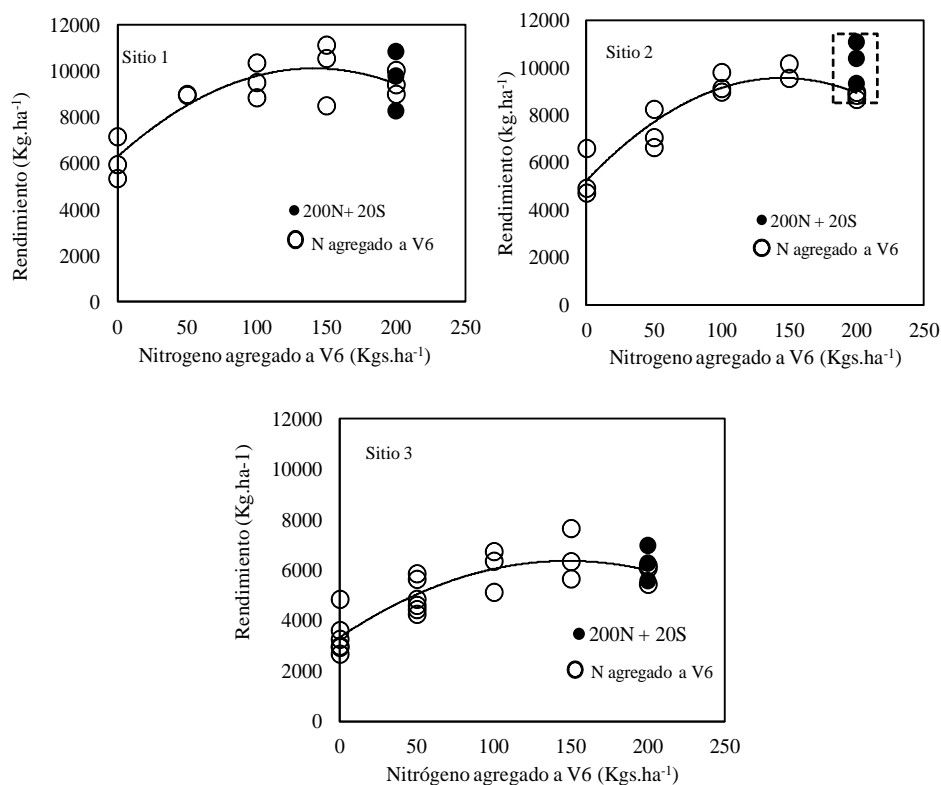 12000
10000
8000
6000
4000
2000
0
Rendimiento (Kg.ha⁻¹)
Sitio 1
● 200N+ 20S
○ N agregado a V6
0 50 100 150 200 250
Nitrogeno agregado a V6 (Kgs.ha⁻¹)
12000
10000
8000
6000
4000
2000
0
Rendimiento (kg.ha⁻¹)
Sitio 2
● 200N + 20S
○ N agregado a V6
0 50 100 150 200 250
Nitrogeno agregado a V6 (Kgs.ha⁻¹)
12000
10000
8000
6000
4000
2000
0
Rendimiento (Kg.ha-1)
Sitio 3
● 200N + 20S
○ N agregado a V6
0 50 100 150 200 250
Nitrógeno agregado a V6 (Kgs.ha⁻¹)